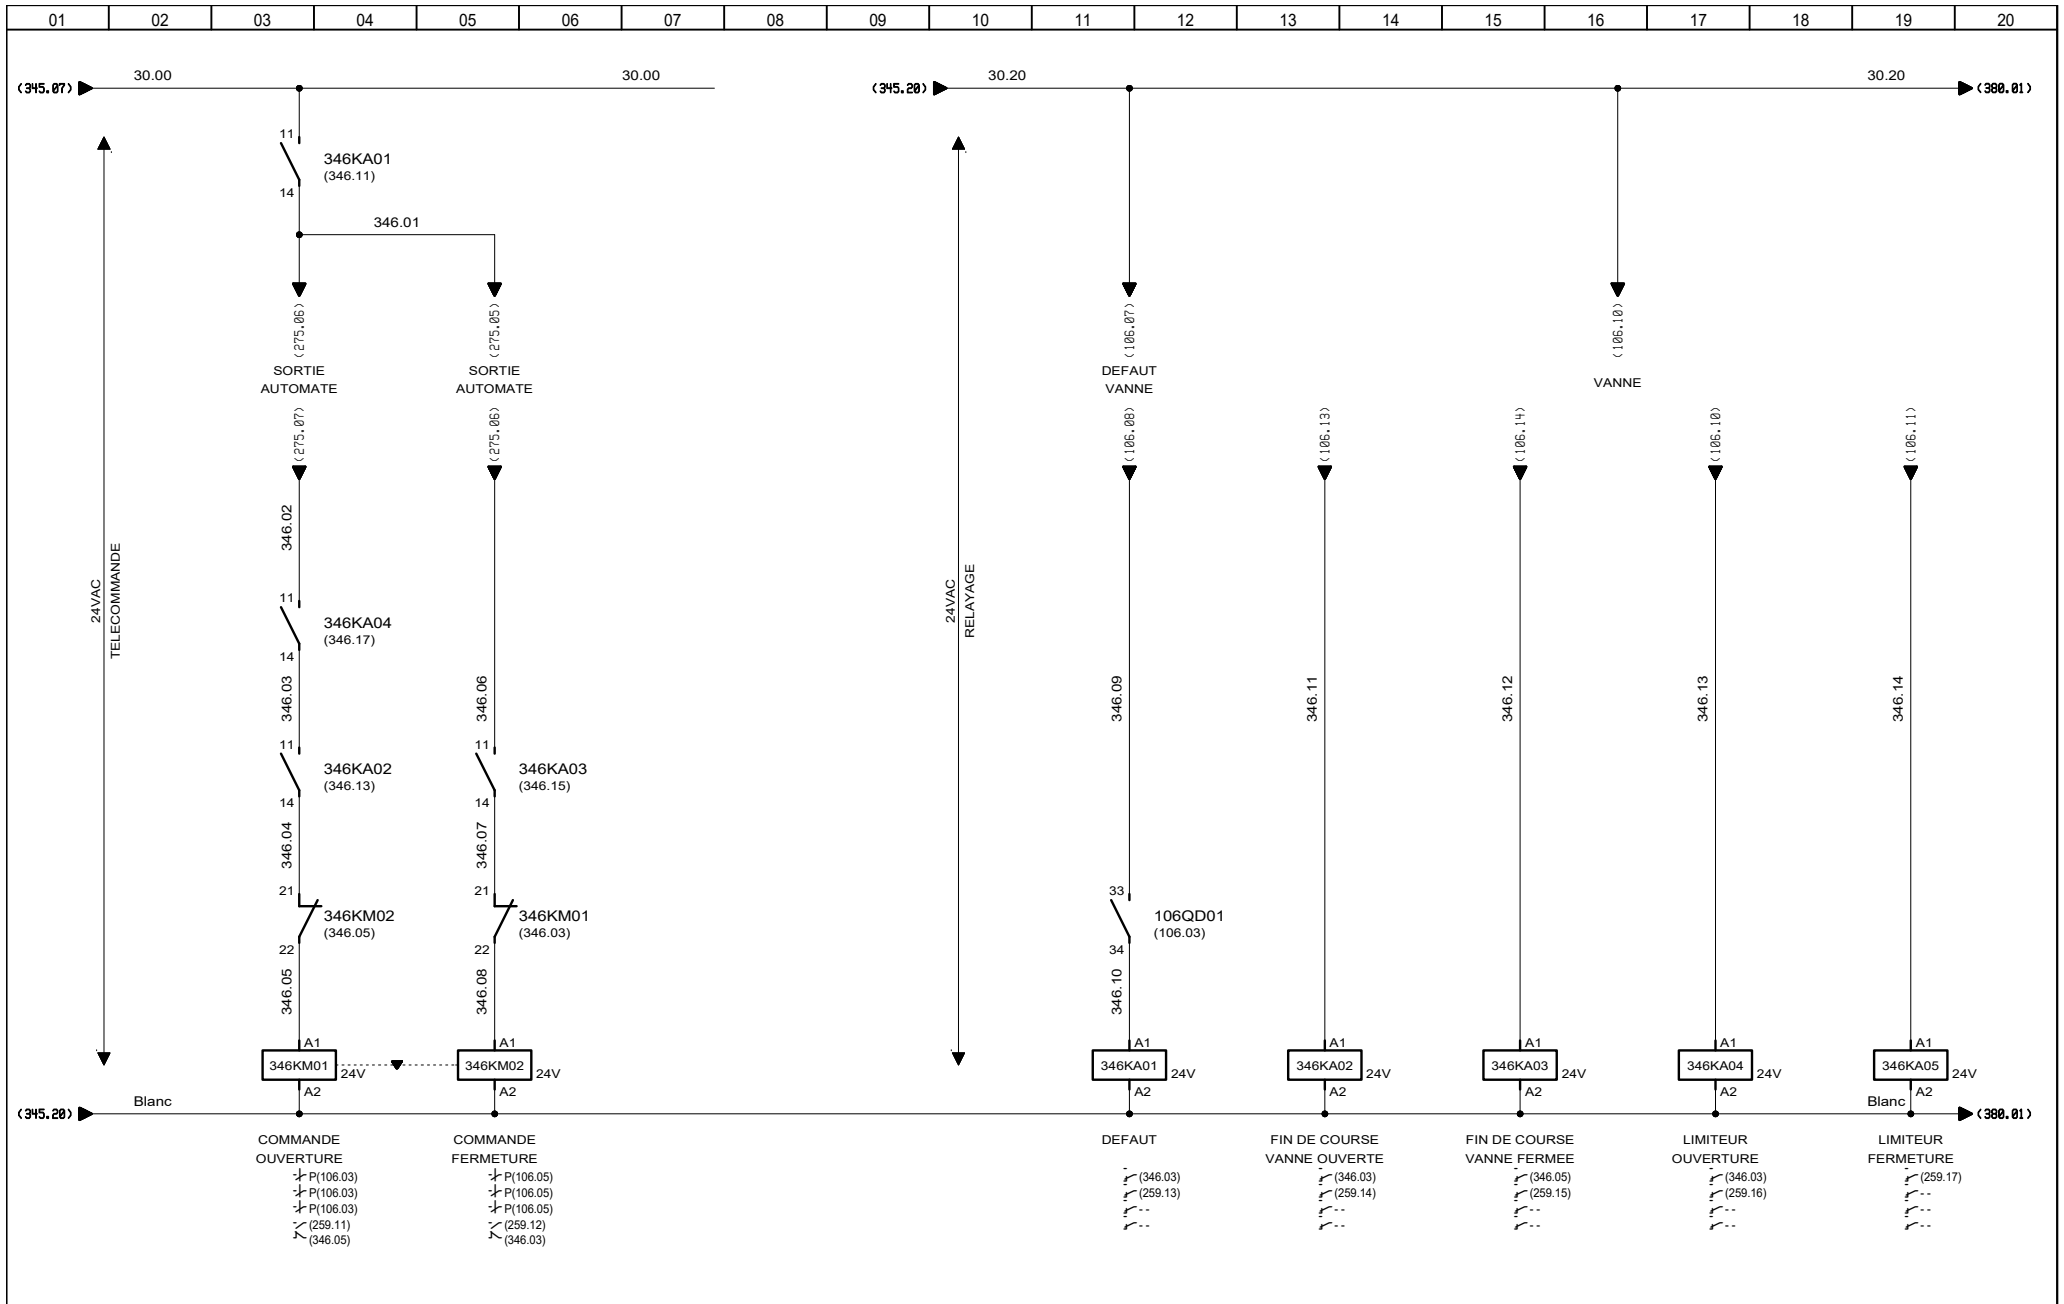 01 02 03 04 05 06 07 08 09 10 11 12 13 14 15 16 17 18 19 20
30.00 30.00 30.20 30.20
(345.07) (345.20) (380.01)
11
346KA01
(346.11)
14
346.01
(275.06) (275.05) (106.07) (106.10)
SORTIE AUTOMATE
SORTIE AUTOMATE
DEFAUT VANNE
VANNE
(275.07) (275.06) (106.08) (106.13) (106.14) (106.10) (106.11)
346.02
24VAC
TELECOMMANDE
24VAC
RELAYAGE
11
346KA04
(346.17)
14
346.03 346.06 346.09 346.11 346.12 346.13 346.14
11 11
346KA02 346KA03
(346.13) (346.15)
14 14
346.04 346.07
21 21 33
346KM02 346KM01 106QD01
(346.05) (346.03) (106.03)
22 22 34
346.05 346.08 346.10
A1 A1 A1 A1 A1 A1 A1
346KM01 24V 346KM02 24V 346KA01 24V 346KA02 24V 346KA03 24V 346KA04 24V 346KA05 24V
A2 A2 A2 A2 A2 A2 A2
Blanc Blanc
(345.20) (380.01)
COMMANDE
OUVERTURE
P(106.03)
P(106.03)
P(106.03)
(259.11)
(346.05)
COMMANDE
FERMETURE
P(106.05)
P(106.05)
P(106.05)
(259.12)
(346.03)
DEFAUT
(346.03)
(259.13)
--
--
FIN DE COURSE
VANNE OUVERTE
(346.03)
(259.14)
--
--
FIN DE COURSE
VANNE FERMEE
(346.05)
(259.15)
--
--
LIMITEUR
OUVERTURE
(346.03)
(259.16)
--
--
LIMITEUR
FERMETURE
(259.17)
--
--
--